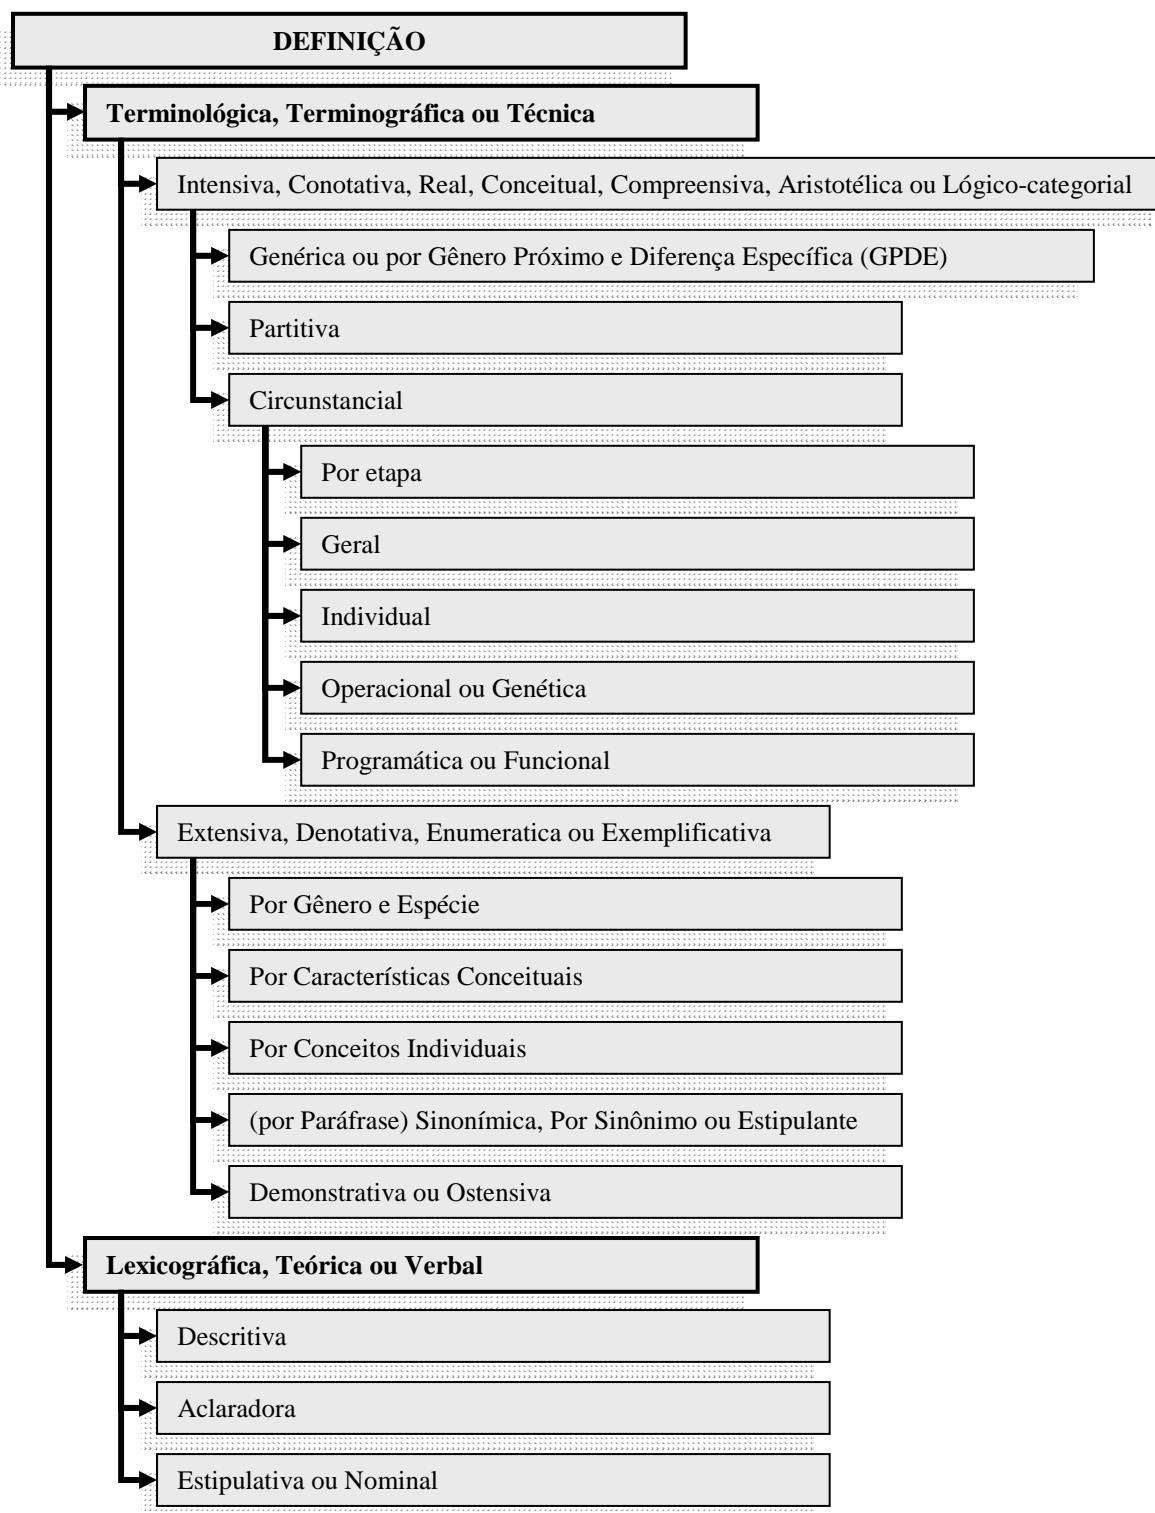 DEFINIÇÃO
Terminológica, Terminográfica ou Técnica
Intensiva, Conotativa, Real, Conceitual, Compreensiva, Aristotélica ou Lógico-categorial
Genérica ou por Gênero Próximo e Diferença Específica (GPDE)
Partitiva
Circunstancial
Por etapa
Geral
Individual
Operacional ou Genética
Programática ou Funcional
Extensiva, Denotativa, Enumeratica ou Exemplificativa
Por Gênero e Espécie
Por Características Conceituais
Por Conceitos Individuais
(por Paráfrase) Sinonímica, Por Sinônimo ou Estipulante
Demonstrativa ou Ostensiva
Lexicográfica, Teórica ou Verbal
Descritiva
Aclaradora
Estipulativa ou Nominal